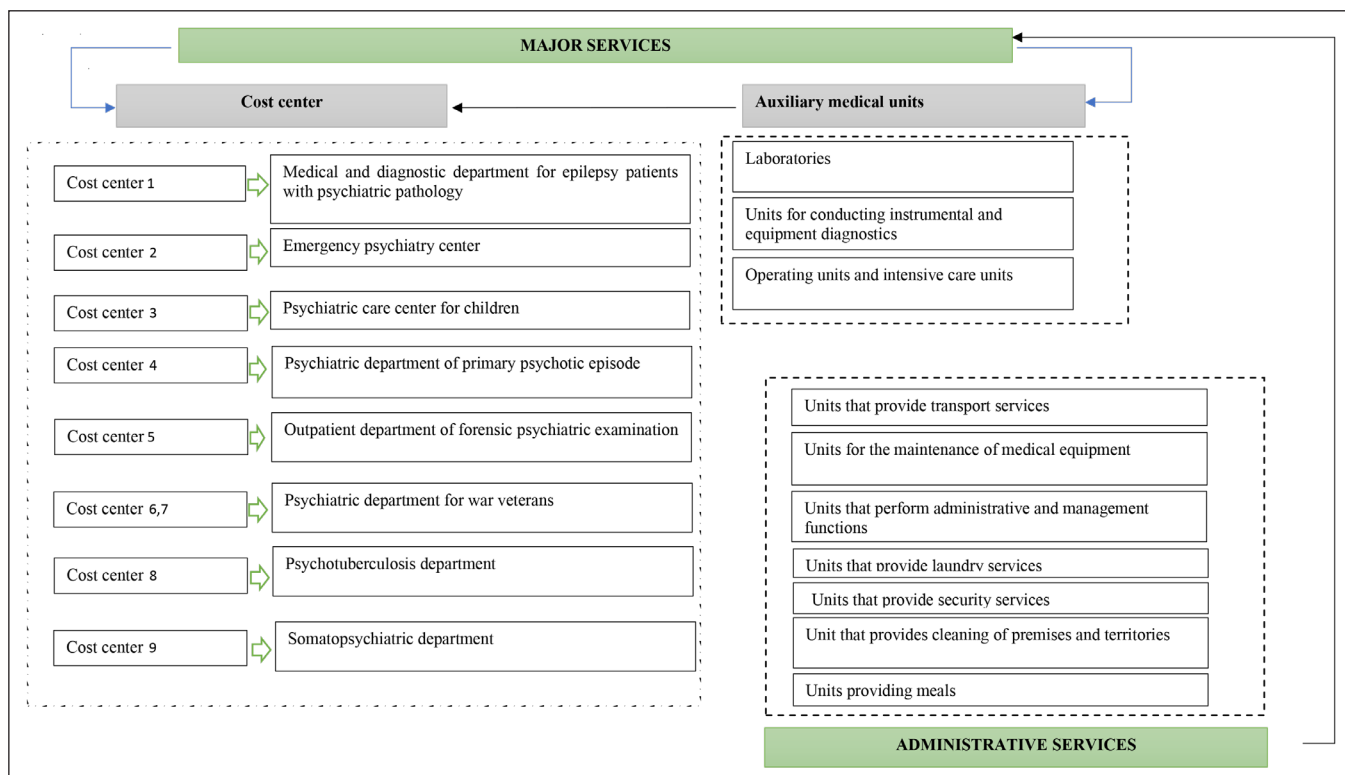 MAJOR SERVICES
Cost center
Auxiliary medical units
Cost center 1
Medical and diagnostic department for epilepsy patients
with psychiatric pathology
Cost center 2
Emergency psychiatry center
Cost center 3
Psychiatric care center for children
Cost center 4
Psychiatric department of primary psychotic episode
Cost center 5
Outpatient department of forensic psychiatric examination
Cost center 6,7
Psychiatric department for war veterans
Cost center 8
Psychotuberculosis department
Cost center 9
Somatopsychiatric department
Laboratories
Units for conducting instrumental and
equipment diagnostics
Operating units and intensive care units
Units that provide transport services
Units for the maintenance of medical equipment
Units that perform administrative and management
functions
Units that provide laundry services
Units that provide security services
Unit that provides cleaning of premises and territories
Units providing meals
ADMINISTRATIVE SERVICES